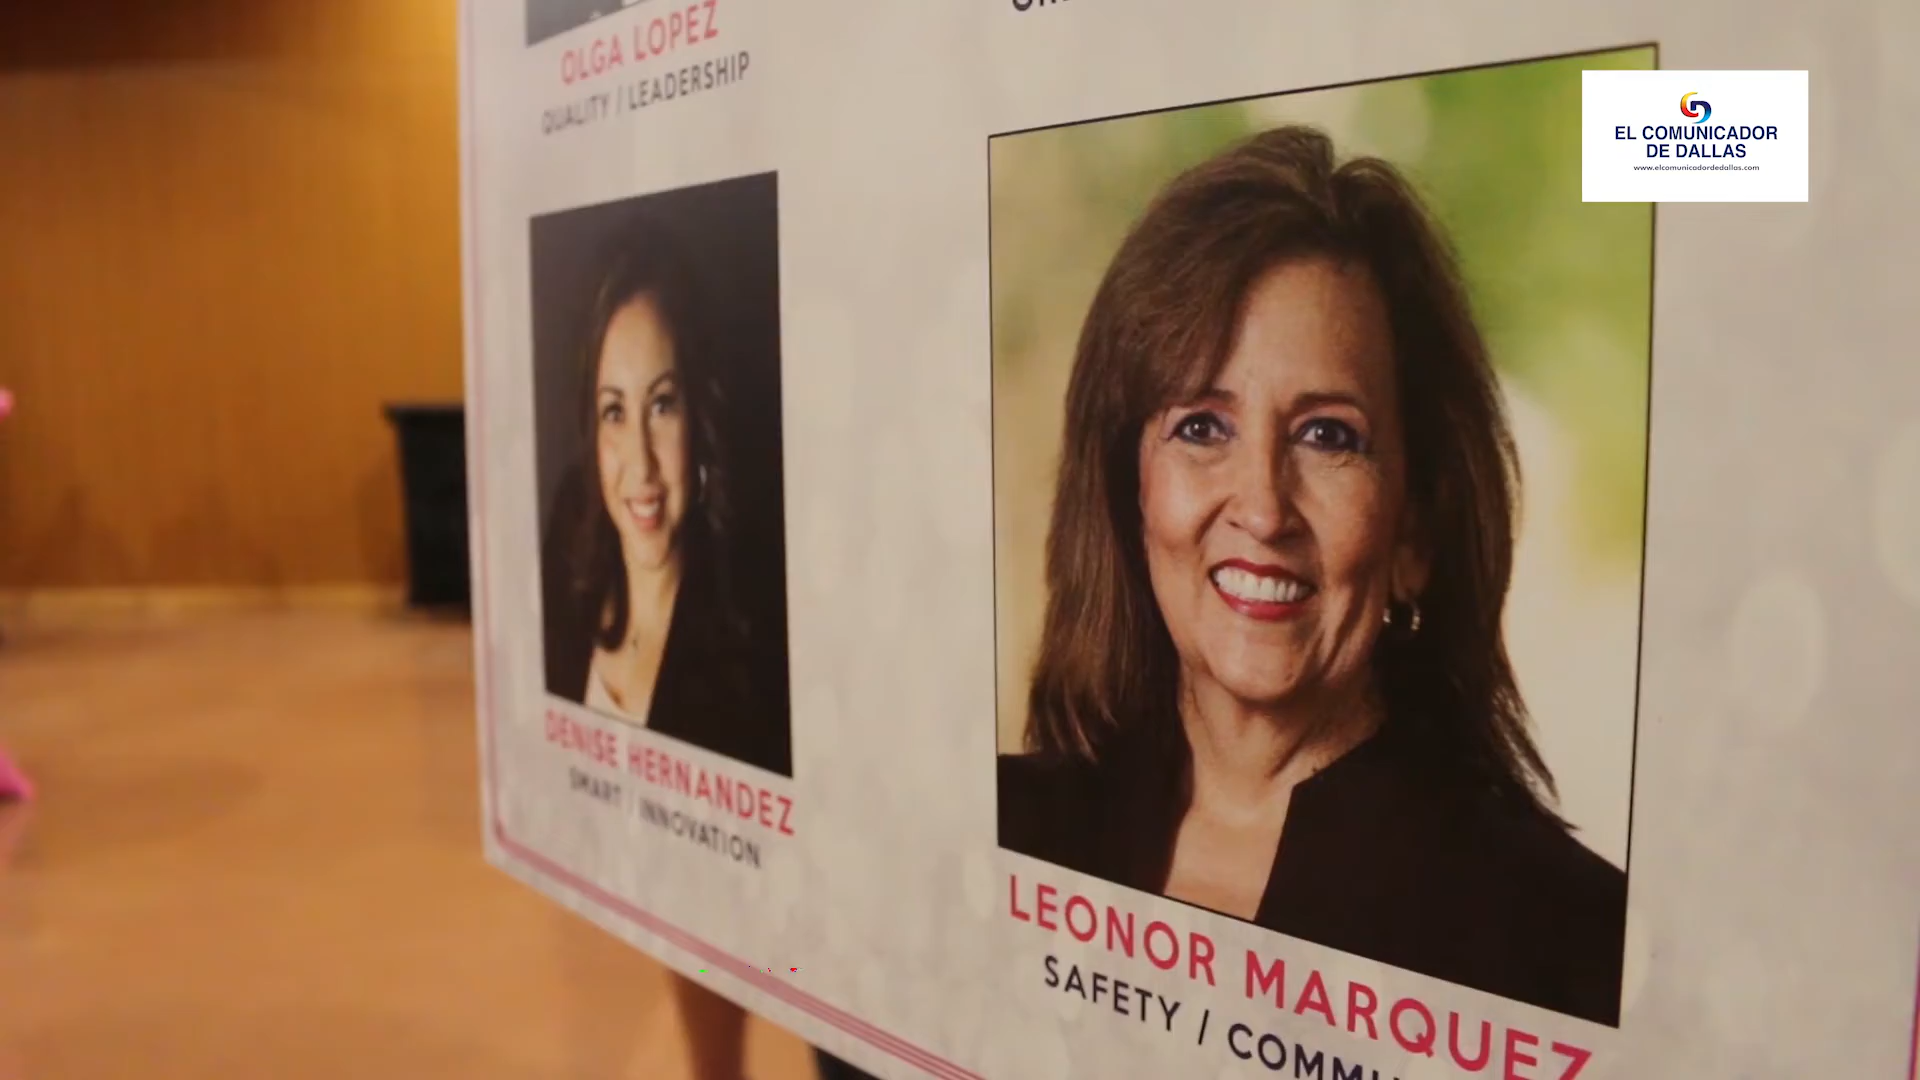 OLGA LOPEZ
QUALITY / LEADERSHIP
EL COMUNICADOR
DE DALLAS
www.elcomunicadordedallas.com
DENISE HERNANDEZ
SMART / INNOVATION
LEONOR MARQUEZ
SAFETY /